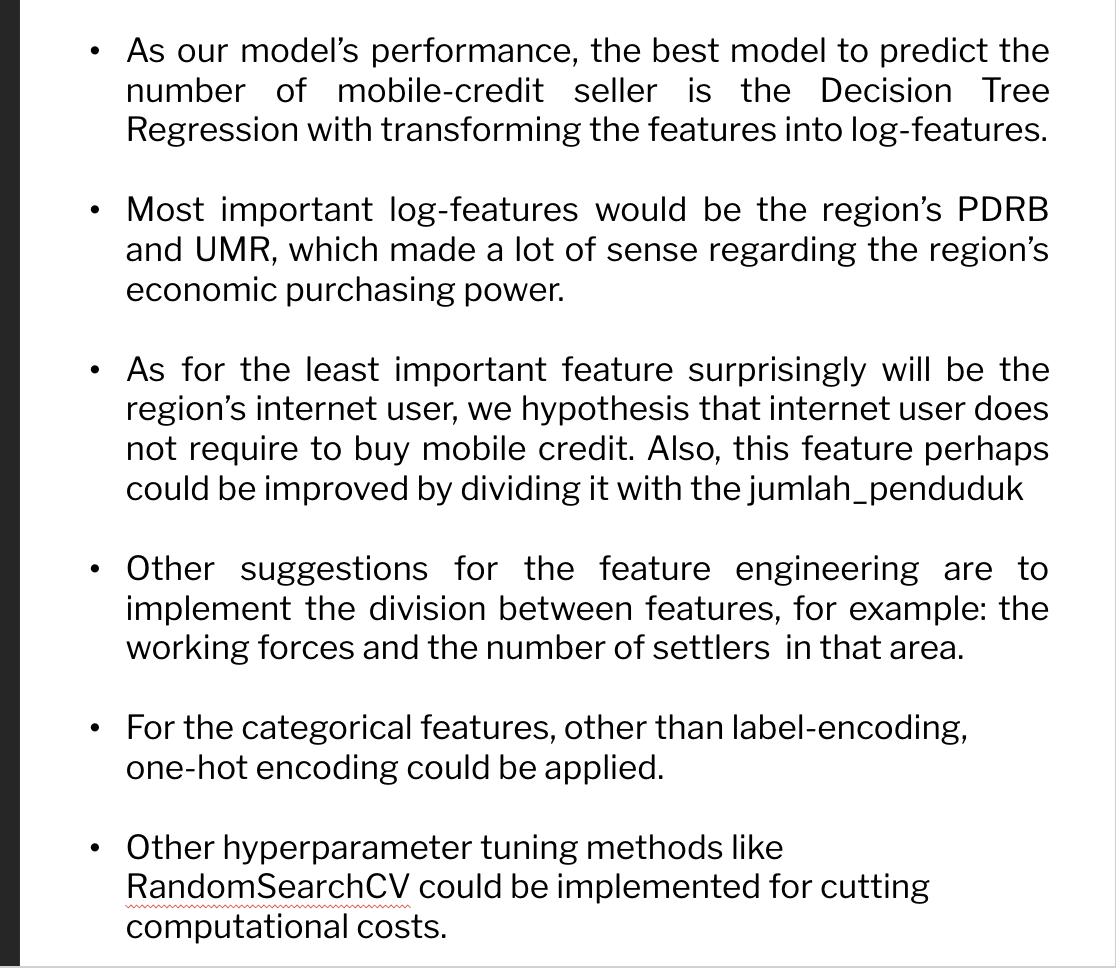 • As our model’s performance, the best model to predict the
number of mobile-credit seller is the Decision Tree
Regression with transforming the features into log-features.
• Most important log-features would be the region’s PDRB
and UMR, which made a lot of sense regarding the region’s
economic purchasing power.
• As for the least important feature surprisingly will be the
region’s internet user, we hypothesis that internet user does
not require to buy mobile credit. Also, this feature perhaps
could be improved by dividing it with the jumlah_penduduk
• Other suggestions for the feature engineering are to
implement the division between features, for example: the
working forces and the number of settlers  in that area.
• For the categorical features, other than label-encoding,
one-hot encoding could be applied.
• Other hyperparameter tuning methods like
RandomSearchCV could be implemented for cutting
computational costs.